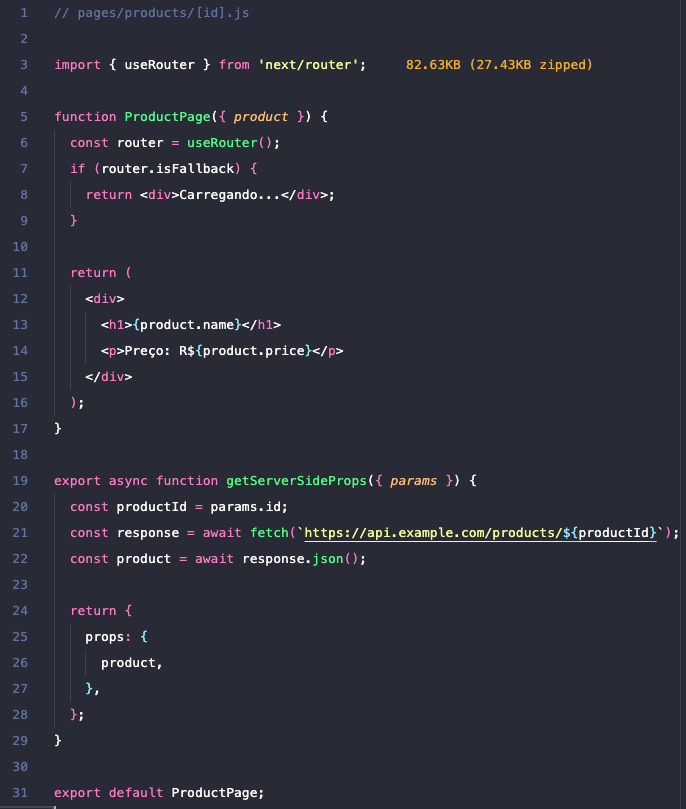 1 // pages/products/[id].js
2
3 import { useRouter } from 'next/router'; 82.63KB (27.43KB zipped)
4
5 function ProductPage({ product }) {
6 const router = useRouter();
7 if (router.isFallback) {
8 return <div>Carregando...</div>;
9 }
10
11 return (
12 <div>
13 <h1>{product.name}</h1>
14 <p>Preço: R${product.price}</p>
15 </div>
16 );
17 }
18
19 export async function getServerSideProps({ params }) {
20 const productId = params.id;
21 const response = await fetch(`https://api.example.com/products/${productId}`);
22 const product = await response.json();
23
24 return {
25 props: {
26 product,
27 },
28 };
29 }
30
31 export default ProductPage;